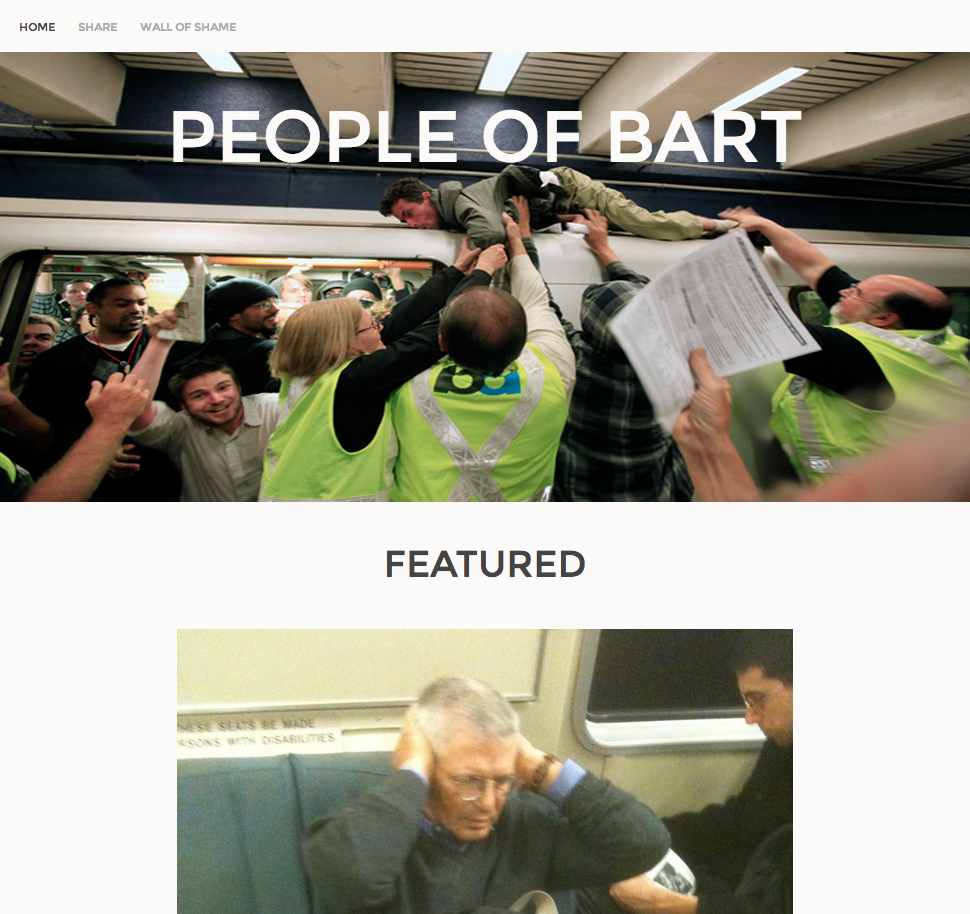 HOME SHARE WALL OF SHAME
PEOPLE OF BART
FEATURED
HESE SEATS BE MADE
RSONS WITH DISABILITIES